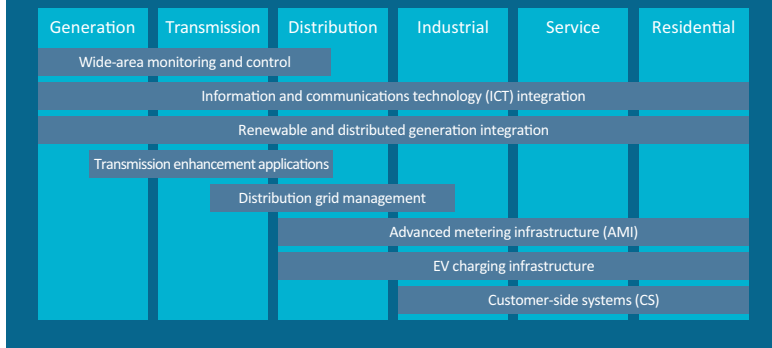 Generation Transmission Distribution Industrial Service Residential
Wide-area monitoring and control
Information and communications technology (ICT) integration
Renewable and distributed generation integration
Transmission enhancement applications
Distribution grid management
Advanced metering infrastructure (AMI)
EV charging infrastructure
Customer-side systems (CS)